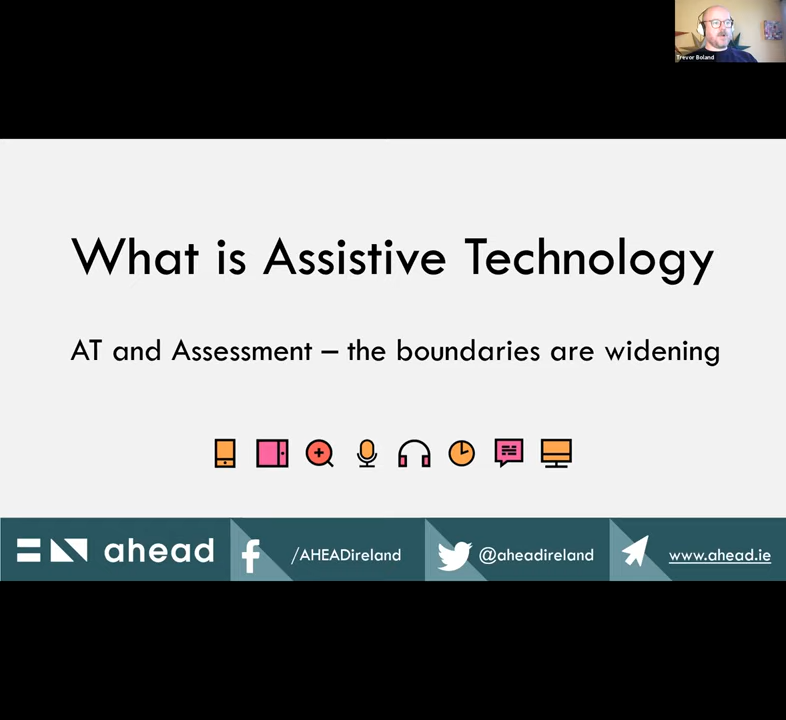 Trevor Boland
What is Assistive Technology
AT and Assessment – the boundaries are widening
ahead
/AHEADireland
@aheadireland
www.ahead.ie